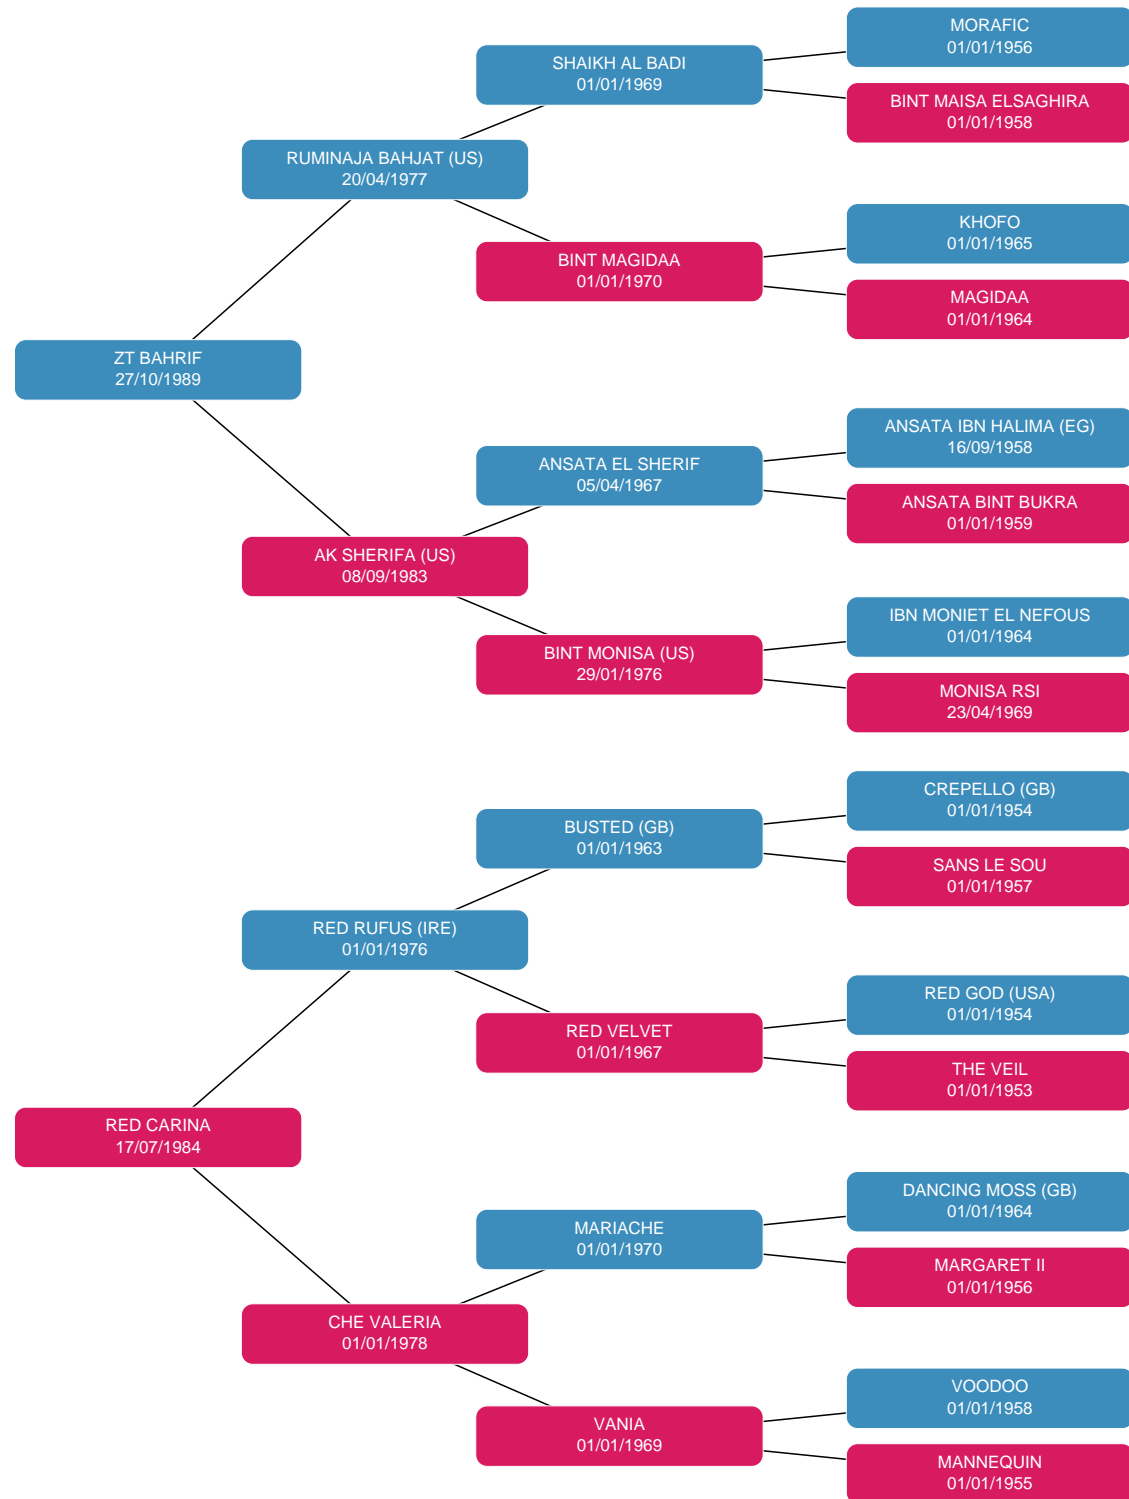 MORAFIC
01/01/1956
SHAIKH AL BADI
01/01/1969
BINT MAISA ELSAGHIRA
01/01/1958
RUMINAJA BAHJAT (US)
20/04/1977
KHOFO
01/01/1965
BINT MAGIDAA
01/01/1970
MAGIDAA
01/01/1964
ZT BAHRIF
27/10/1989
ANSATA IBN HALIMA (EG)
16/09/1958
ANSATA EL SHERIF
05/04/1967
ANSATA BINT BUKRA
01/01/1959
AK SHERIFA (US)
08/09/1983
IBN MONIET EL NEFOUS
01/01/1964
BINT MONISA (US)
29/01/1976
MONISA RSI
23/04/1969
CREPELLO (GB)
01/01/1954
BUSTED (GB)
01/01/1963
SANS LE SOU
01/01/1957
RED RUFUS (IRE)
01/01/1976
RED GOD (USA)
01/01/1954
RED VELVET
01/01/1967
THE VEIL
01/01/1953
RED CARINA
17/07/1984
DANCING MOSS (GB)
01/01/1964
MARIACHE
01/01/1970
MARGARET II
01/01/1956
CHE VALERIA
01/01/1978
VOODOO
01/01/1958
VANIA
01/01/1969
MANNEQUIN
01/01/1955